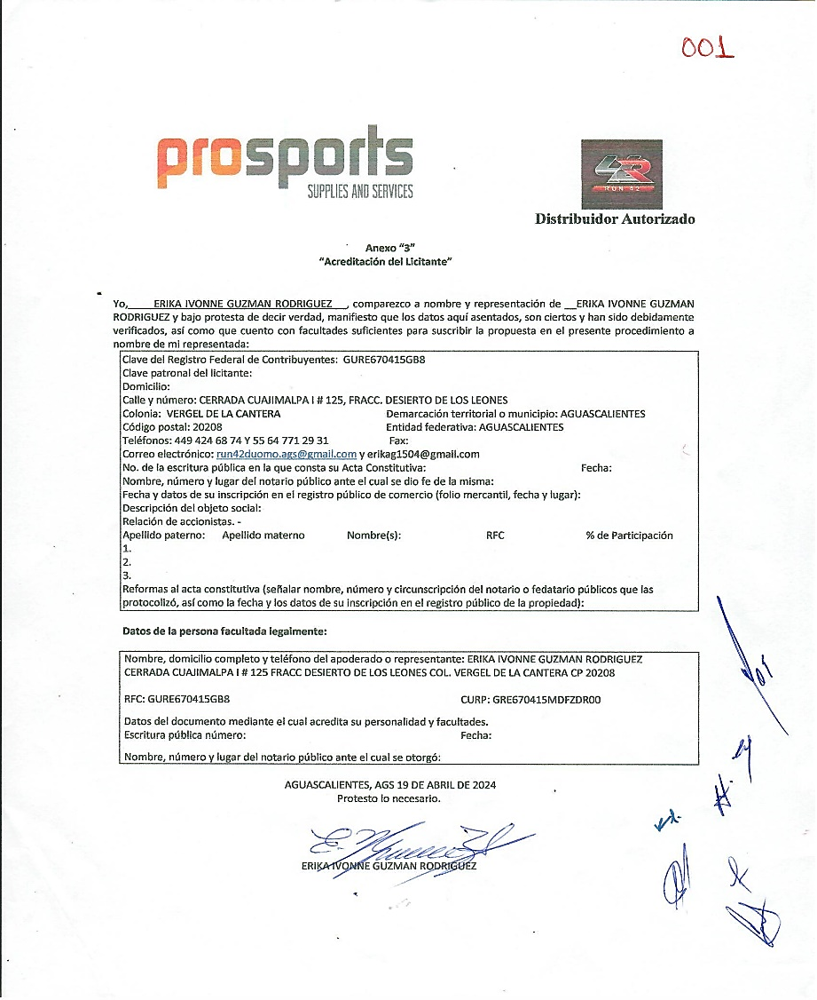 001
prosports
SUPPLIES AND SERVICES
RUN 42
Distribuidor Autorizado
Anexo "3"
"Acreditación del Licitante"
Yo,____ERIKA IVONNE GUZMAN RODRIGUEZ__, comparezco a nombre y representación de __ERIKA IVONNE GUZMAN
RODRIGUEZ y bajo protesta de decir verdad, manifiesto que los datos aquí asentados, son ciertos y han sido debidamente
verificados, así como que cuento con facultades suficientes para suscribir la propuesta en el presente procedimiento a
nombre de mi representada:
Clave del Registro Federal de Contribuyentes: GURE670415GB8
Clave patronal del licitante:
Domicilio:
Calle y número: CERRADA CUAJIMALPA I # 125, FRACC. DESIERTO DE LOS LEONES
Colonia: VERGEL DE LA CANTERA Demarcación territorial o municipio: AGUASCALIENTES
Código postal: 20208 Entidad federativa: AGUASCALIENTES
Teléfonos: 449 424 68 74 Y 55 64 771 29 31 Fax:
Correo electrónico: run42duomo.ags@gmail.com y erikag1504@gmail.com
No. de la escritura pública en la que consta su Acta Constitutiva: Fecha:
Nombre, número y lugar del notario público ante el cual se dio fe de la misma:
Fecha y datos de su inscripción en el registro público de comercio (folio mercantil, fecha y lugar):
Descripción del objeto social:
Relación de accionistas. -
Apellido paterno: Apellido materno Nombre(s): RFC % de Participación
1.
2.
3.
Reformas al acta constitutiva (señalar nombre, número y circunscripción del notario o fedatario públicos que las
protocolizó, así como la fecha y los datos de su inscripción en el registro público de la propiedad):
Datos de la persona facultada legalmente:
Nombre, domicilio completo y teléfono del apoderado o representante: ERIKA IVONNE GUZMAN RODRIGUEZ
CERRADA CUAJIMALPA I # 125 FRACC DESIERTO DE LOS LEONES COL. VERGEL DE LA CANTERA CP 20208
RFC: GURE670415GB8 CURP: GRE670415MDFZDR00
Datos del documento mediante el cual acredita su personalidad y facultades.
Escritura pública número: Fecha:
Nombre, número y lugar del notario público ante el cual se otorgó:
AGUASCALIENTES, AGS 19 DE ABRIL DE 2024
Protesto lo necesario.
ERIKA IVONNE GUZMAN RODRIGUEZ